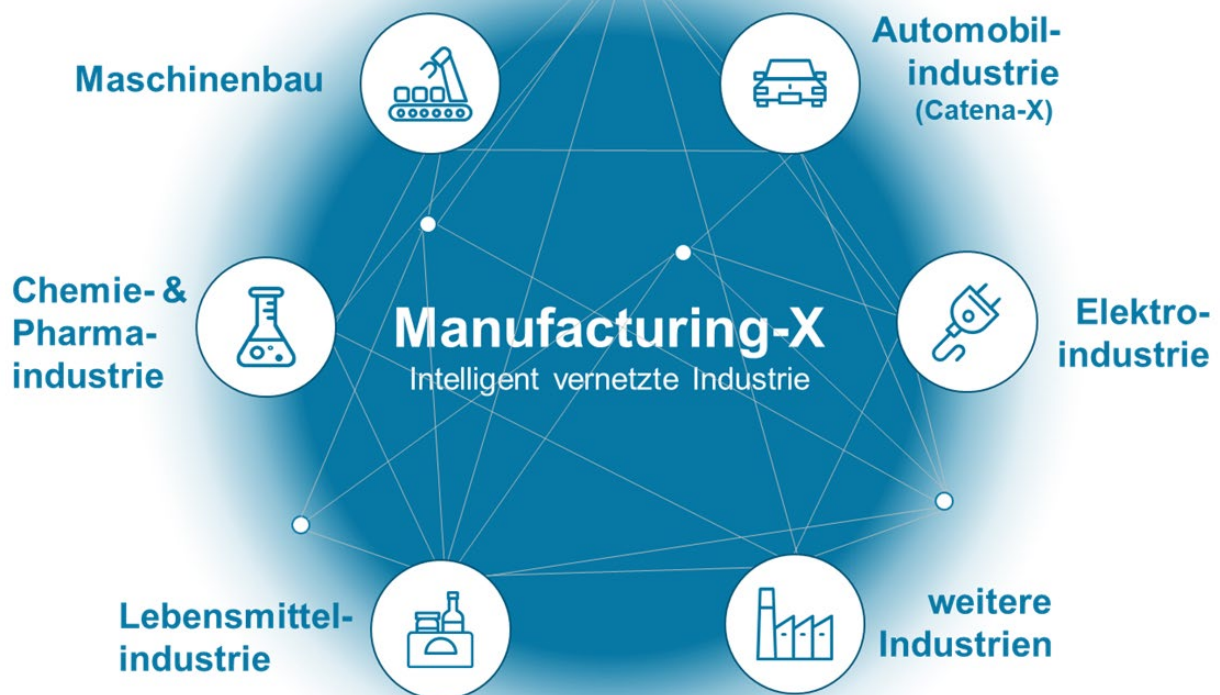 Maschinenbau
Automobil-
industrie
(Catena-X)
Chemie- &
Pharma-
industrie
Manufacturing-X
Intelligent vernetzte Industrie
Elektro-
industrie
Lebensmittel-
industrie
weitere
Industrien